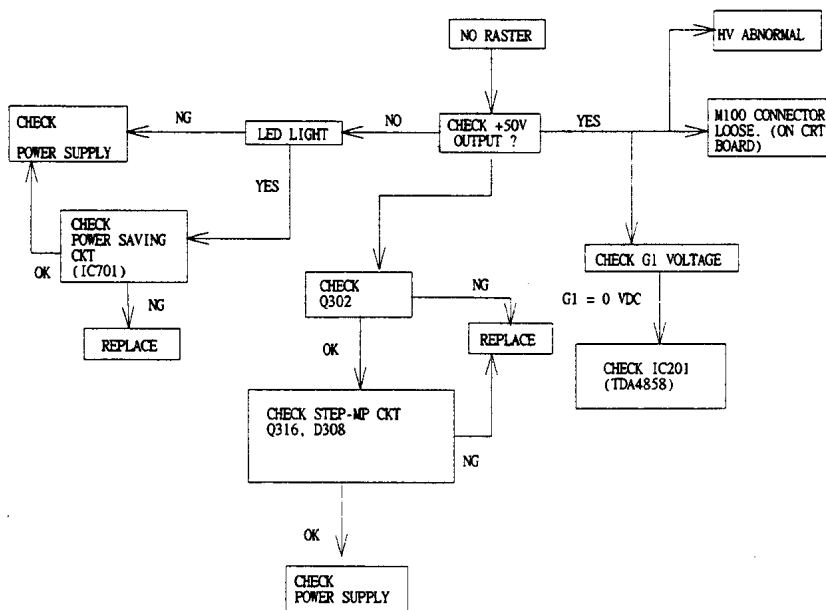 NO RASTER
HV ABNORMAL
CHECK
POWER SUPPLY
NG
LED LIGHT
NO
CHECK +50V
OUTPUT ?
YES
M100 CONNECTOR
LOOSE. (ON CRT
BOARD)
YES
CHECK
POWER SAVING
CKT
(IC701)
OK
NG
REPLACE
CHECK
Q302
NG
REPLACE
OK
CHECK G1 VOLTAGE
G1 = 0 VDC
CHECK IC201
(TDA4858)
CHECK STEP-MP CKT
Q316, D308
NG
OK
CHECK
POWER SUPPLY